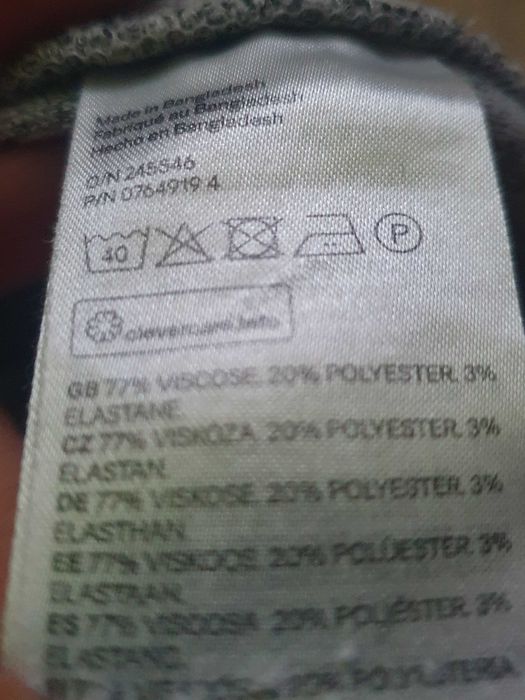 Made in Bangladesh
Fabriqué au Bangladesh
Hecho en Bangladesh
O/N 245546
P/N 0764919 4
40 P
clevercare.info
GB 77% VISCOSE. 20% POLYESTER. 3%
ELASTANE
CZ 77% VISKÓZA. 20% POLYESTER. 3%
ELASTAN
DE 77% VISKOSE. 20% POLYESTER. 3%
ELASTHAN
EE 77% VISKOOS. 20% POLÜESTER. 3%
ELASTAAN
ES 77% VISCOSA. 20% POLIÉSTER. 3%
ELASTANO